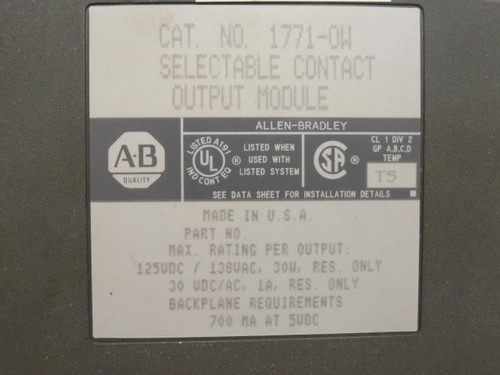 CAT. NO. 1771-OW
SELECTABLE CONTACT
OUTPUT MODULE
ALLEN-BRADLEY
A-B
QUALITY
LISTED A191
UL
IND CONT EQ
®
LISTED WHEN
USED WITH
LISTED SYSTEM
SA
®
CL 1 DIV 2
GP A,B,C,D
TEMP
T5
SEE DATA SHEET FOR INSTALLATION DETAILS
MADE IN U.S.A.
PART NO.
MAX. RATING PER OUTPUT:
125VDC / 138VAC, 30W, RES. ONLY
30 VDC/AC, 1A, RES. ONLY
BACKPLANE REQUIREMENTS
700 MA AT 5VDC